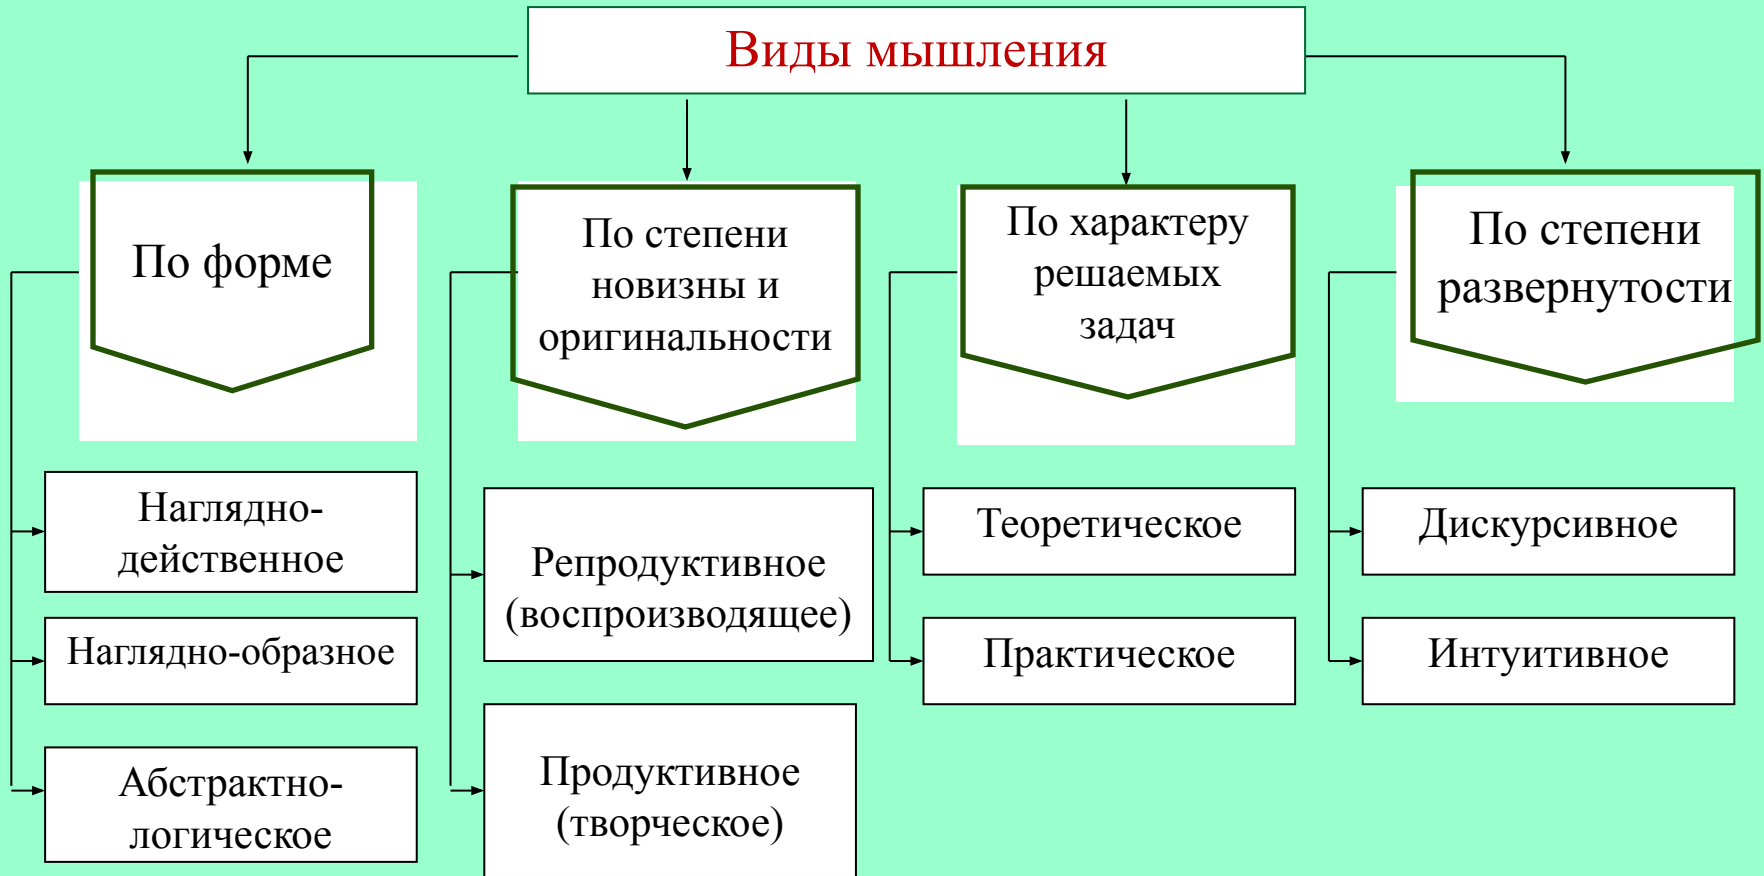 Виды мышления
По форме
Наглядно-
действенное
Наглядно-образное
Абстрактно-
логическое
По степени
новизны и
оригинальности
Репродуктивное
(воспроизводящее)
Продуктивное
(творческое)
По характеру
решаемых
задач
Теоретическое
Практическое
По степени
развернутости
Дискурсивное
Интуитивное